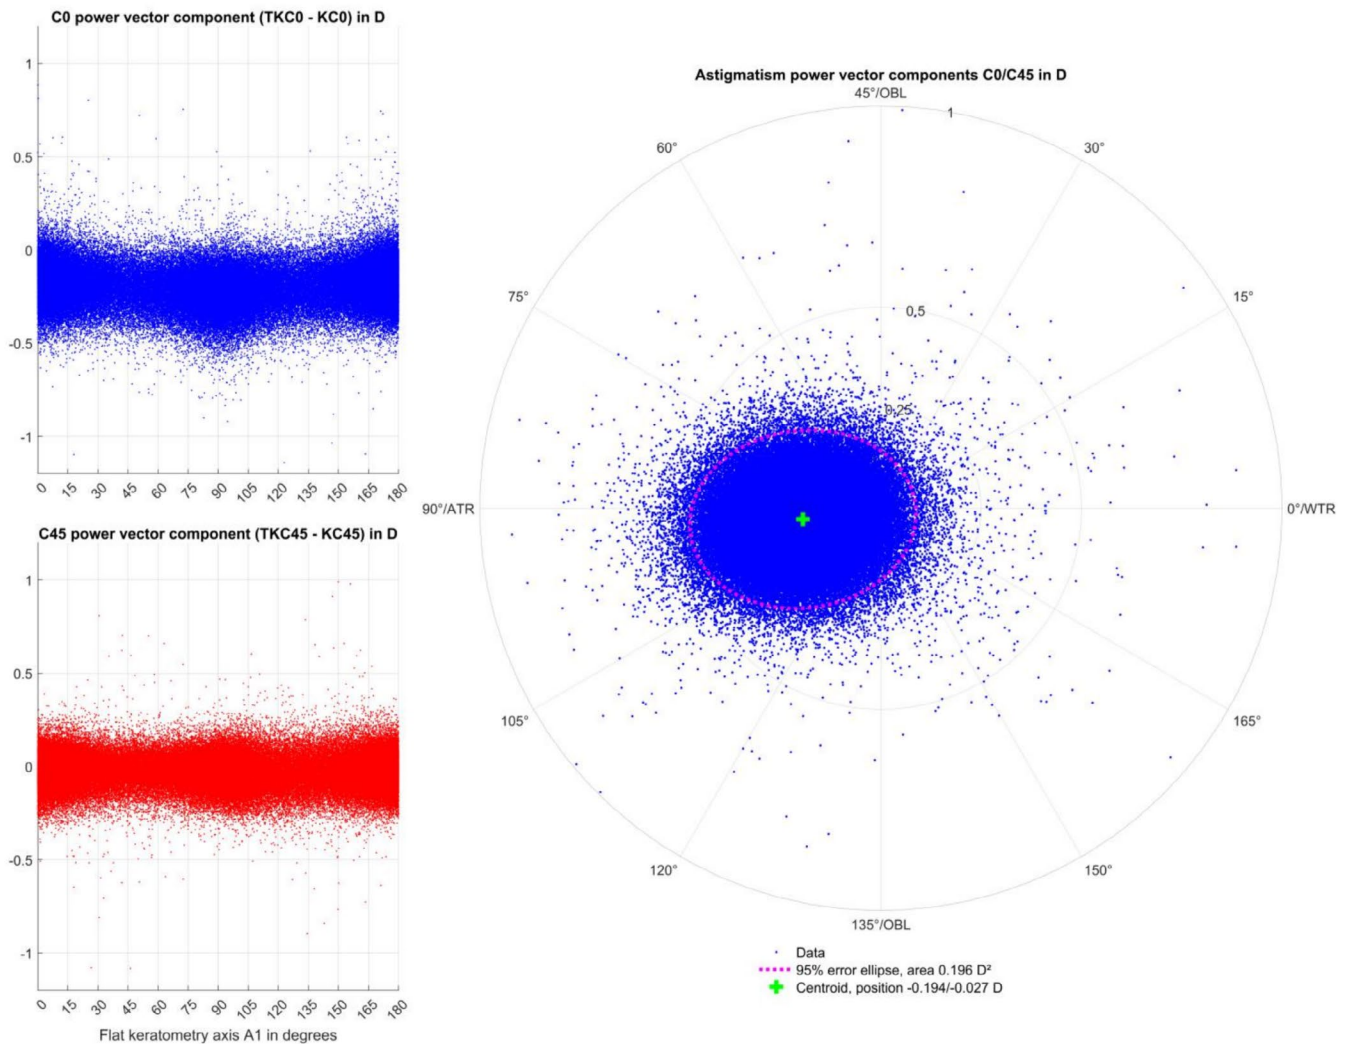 C0 power vector component (TKC0 - KC0) in D
1
0.5
0
-0.5
-1
0 15 30 45 60 75 90 105 120 135 150 165 180
C45 power vector component (TKC45 - KC45) in D
1
0.5
0
-0.5
-1
0 15 30 45 60 75 90 105 120 135 150 165 180
Flat keratometry axis A1 in degrees
Astigmatism power vector components C0/C45 in D
45°/OBL
1
60°
30°
75°
0.5
15°
0.25
90°/ATR
0°/WTR
105°
165°
120°
150°
135°/OBL
Data
95% error ellipse, area 0.196 D²
Centroid, position -0.194/-0.027 D